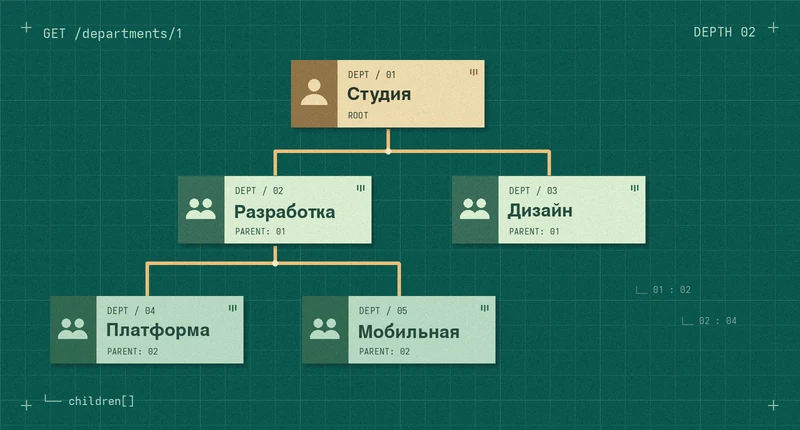 GET /departments/1
DEPTH 02
DEPT / 01
Студия
ROOT
DEPT / 02
Разработка
PARENT: 01
DEPT / 03
Дизайн
PARENT: 01
DEPT / 04
Платформа
PARENT: 02
DEPT / 05
Мобильная
PARENT: 02
01 : 02
02 : 04
children[]